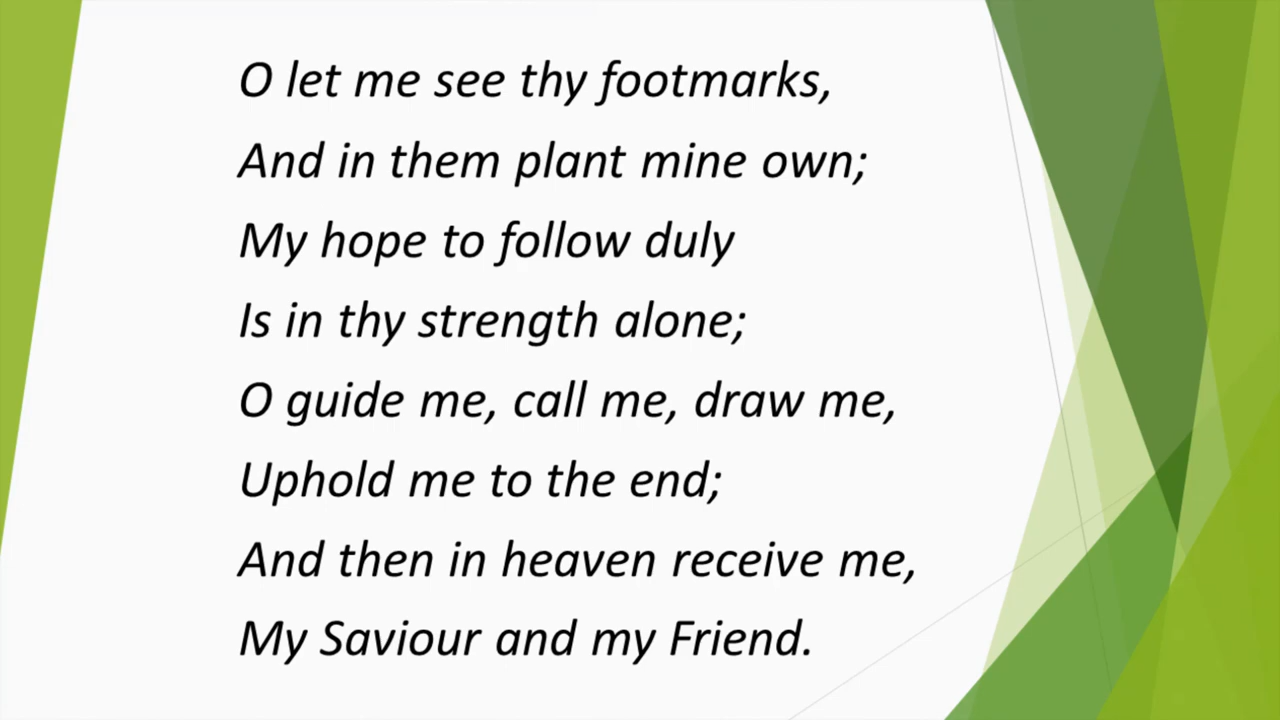 O let me see thy footmarks,
And in them plant mine own;
My hope to follow duly
Is in thy strength alone;
O guide me, call me, draw me,
Uphold me to the end;
And then in heaven receive me,
My Saviour and my Friend.